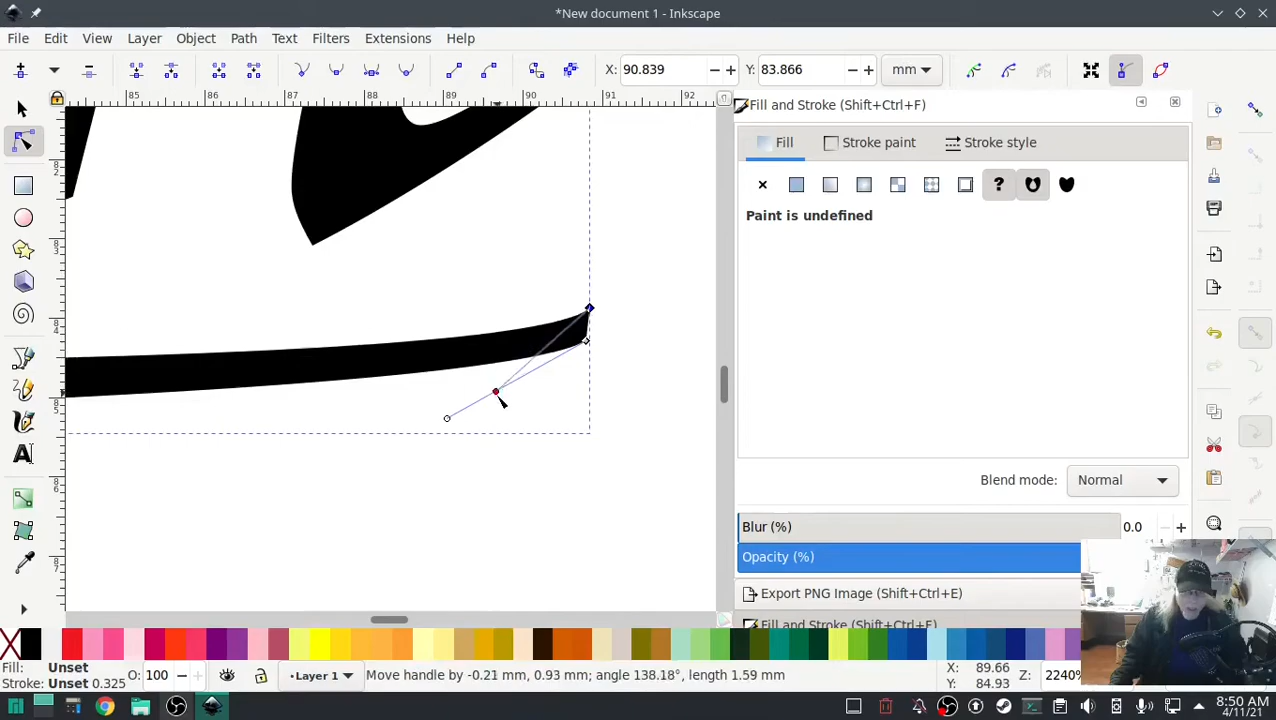 *New document 1 - Inkscape
File Edit View Layer Object Path Text Filters Extensions Help
X: 90.839 Y: 83.866 mm
85 86 87 88 89 90 91 92
Fill and Stroke (Shift+Ctrl+F)
Fill Stroke paint Stroke style
?
Paint is undefined
Blend mode: Normal
Blur (%) 0.0
Opacity (%)
Export PNG Image (Shift+Ctrl+E)
Fill and Stroke (Shift+Ctrl+F)
Fill: Unset
Stroke: Unset 0.325
O: 100
•Layer 1
Move handle by -0.21 mm, 0.93 mm; angle 138.18°, length 1.59 mm
X: 89.66
Y: 84.93
Z: 2240%
8:50 AM
4/11/21